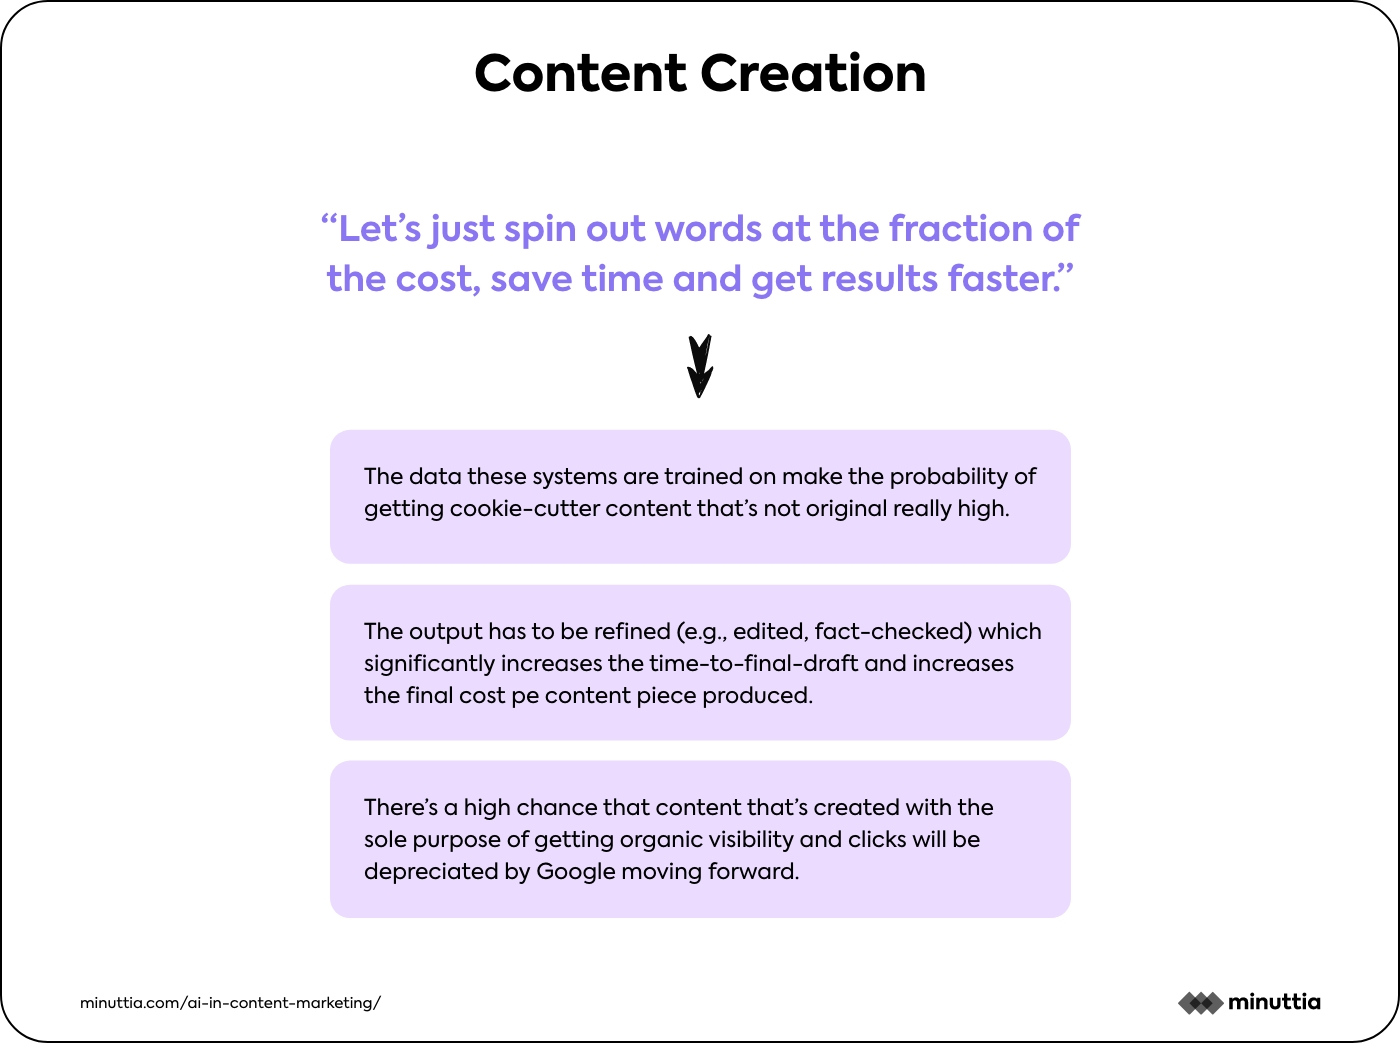 Content Creation
“Let’s just spin out words at the fraction of
the cost, save time and get results faster.”
The data these systems are trained on make the probability of
getting cookie-cutter content that’s not original really high.
The output has to be refined (e.g., edited, fact-checked) which
significantly increases the time-to-final-draft and increases
the final cost pe content piece produced.
There’s a high chance that content that’s created with the
sole purpose of getting organic visibility and clicks will be
depreciated by Google moving forward.
minuttia.com/ai-in-content-marketing/
minuttia